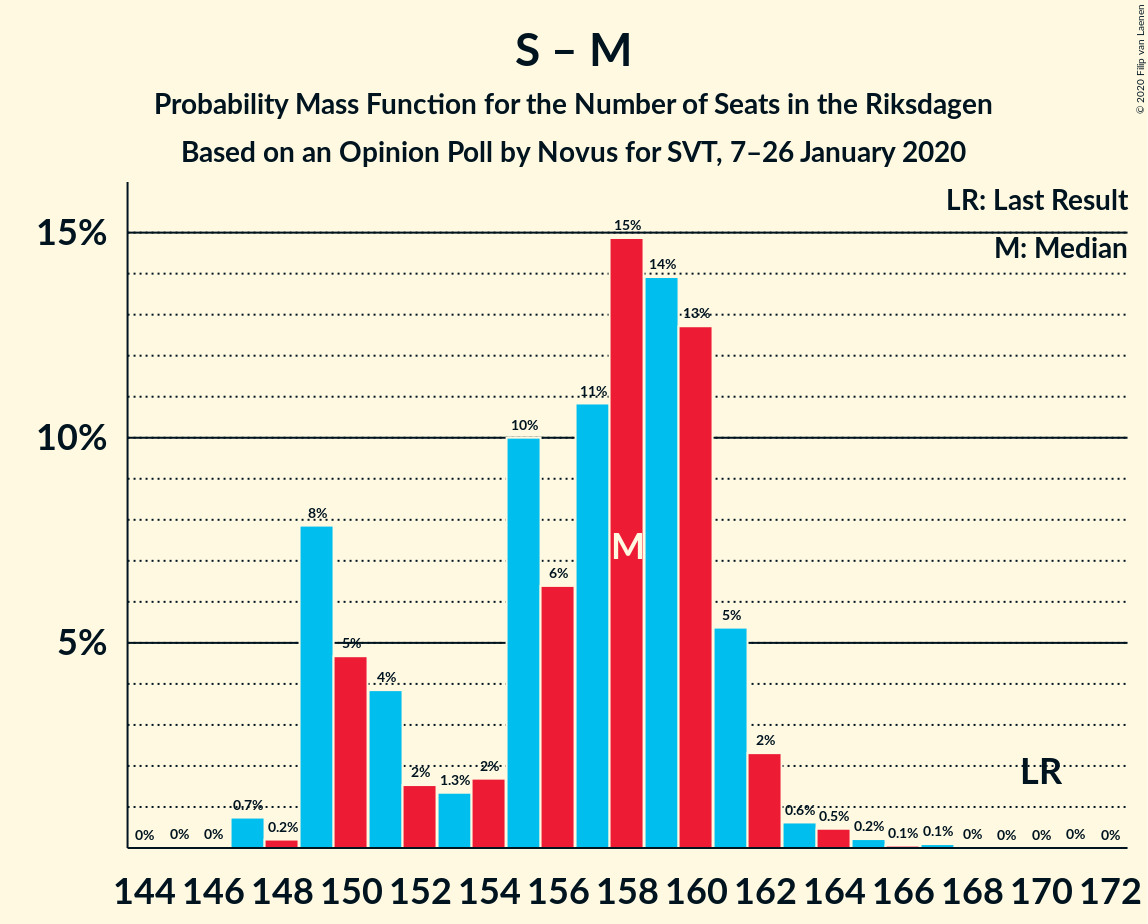 S – M
Probability Mass Function for the Number of Seats in the Riksdagen
Based on an Opinion Poll by Novus for SVT, 7–26 January 2020
© 2020 Filip van Laenen
LR: Last Result
M: Median
15%
10%
5%
0% 0% 0% 0.7% 0.2% 8% 5% 4% 2% 1.3% 2% 10% 6% 11% 15% 14% 13% 5% 2% 0.6% 0.5% 0.2% 0.1% 0.1% 0% 0% 0% 0% 0%
M
LR
144 146 148 150 152 154 156 158 160 162 164 166 168 170 172